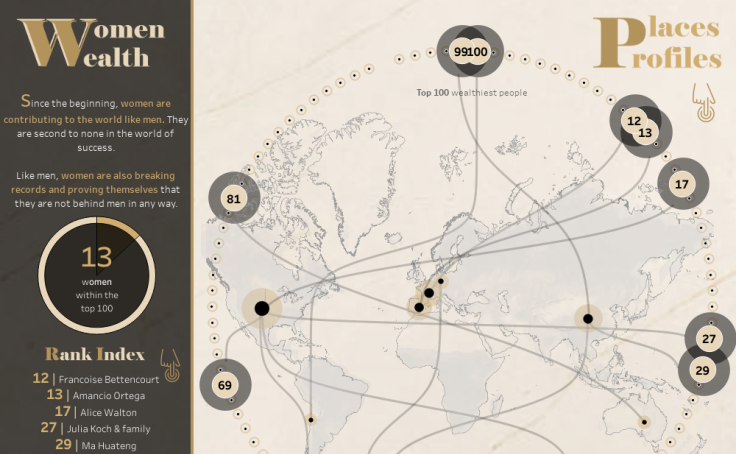 Women
Wealth
Since the beginning, women are
contributing to the world like men. They
are second to none in the world of
success.
Like men, women are also breaking
records and proving themselves that
they are not behind men in any way.
13
women
within the
top 100
Rank Index
12 | Francoise Bettencourt
13 | Amancio Ortega
17 | Alice Walton
27 | Julia Koch & family
29 | Ma Huateng
Places
Profiles
99 100
Top 100 wealthiest people
12
13
17
81
27
29
69